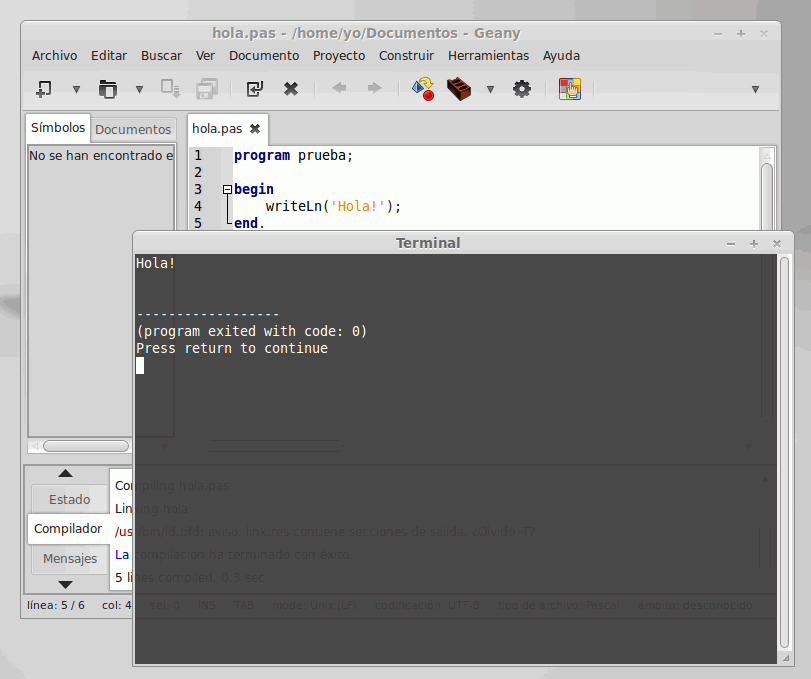 hola.pas - /home/yo/Documentos - Geany
Archivo Editar Buscar Ver Documento Proyecto Construir Herramientas Ayuda
Símbolos Documentos
hola.pas
No se han encontrado e
1 program prueba;
2
3 begin
4 writeLn('Hola!');
5 end.
Terminal
Hola!
------------------
(program exited with code: 0)
Press return to continue
Estado
Compilador
Mensajes
Compiling hola.pas
Linking hola
/usr/bin/ld.bfd: aviso: link.res contiene secciones de salida. ¿Olvidó -T?
La compilación ha terminado con éxito.
5 lines compiled, 0.3 sec
línea: 5 / 6 col: 4 sel: 0 INS TAB modo: Unix (LF) codificación: UTF-8 tipo de archivo: Pascal ámbito: desconocido